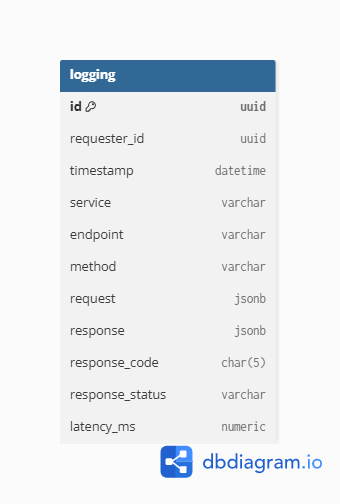 logging
id uuid
requester_id uuid
timestamp datetime
service varchar
endpoint varchar
method varchar
request jsonb
response jsonb
response_code char(5)
response_status varchar
latency_ms numeric
dbdiagram.io